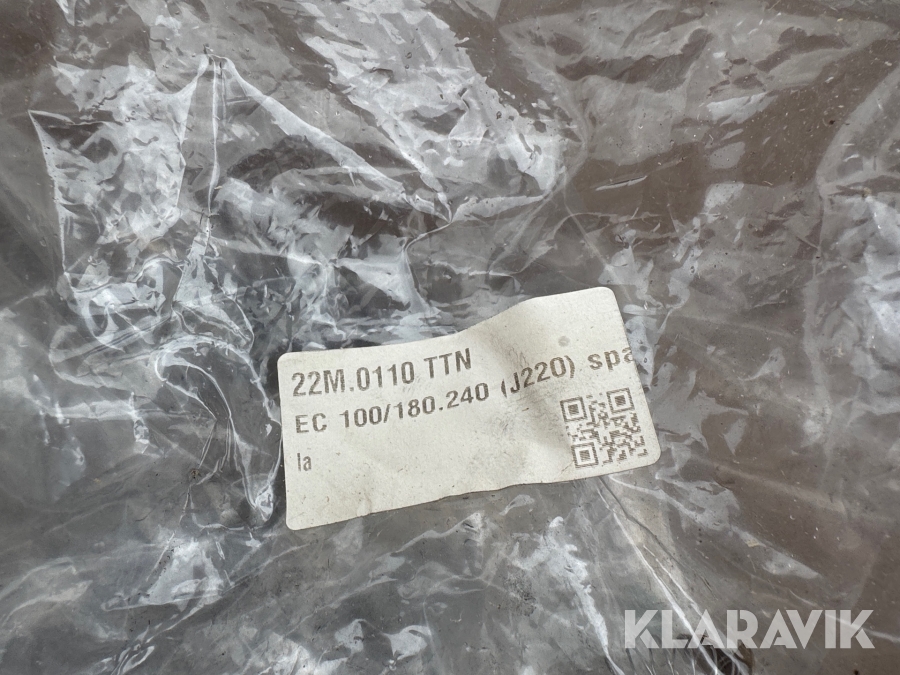 22M.0110 TTN
EC 100/180.240 (J220) spa
la
KLARAVIK